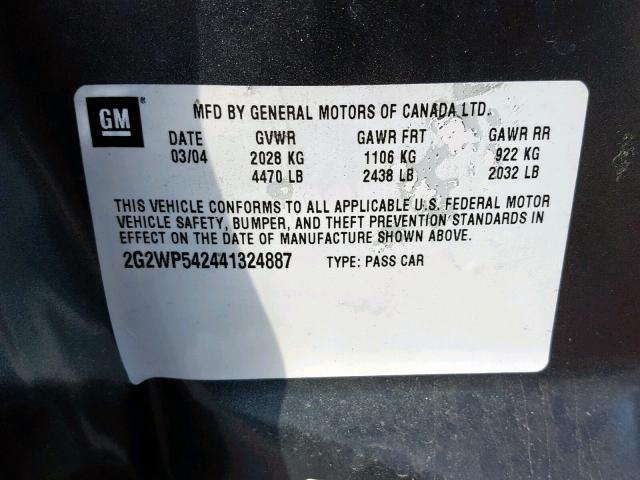 GM ®
MFD BY GENERAL MOTORS OF CANADA LTD.
DATE GVWR GAWR FRT GAWR RR
03/04 2028 KG 1106 KG 922 KG
4470 LB 2438 LB 2032 LB
THIS VEHICLE CONFORMS TO ALL APPLICABLE U.S. FEDERAL MOTOR
VEHICLE SAFETY, BUMPER, AND THEFT PREVENTION STANDARDS IN
EFFECT ON THE DATE OF MANUFACTURE SHOWN ABOVE.
2G2WP542441324887 TYPE: PASS CAR